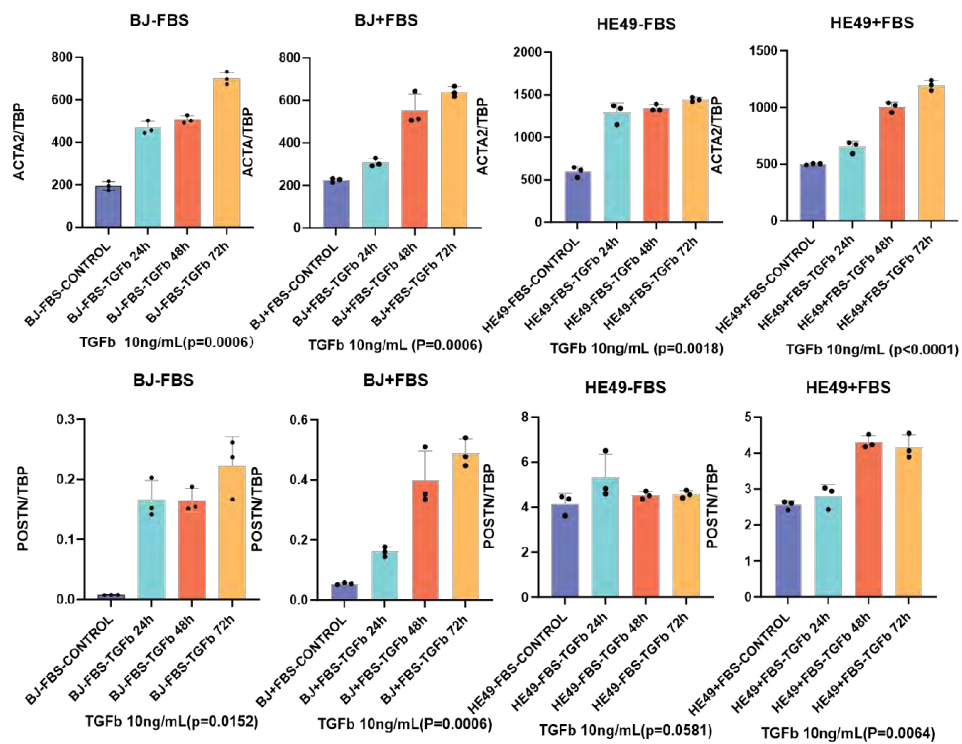 BJ-FBS
ACTA2/TBP
800
600
400
200
0
BJ-FBS-CONTROL
BJ-FBS-TGFb 24h
BJ-FBS-TGFb 48h
BJ-FBS-TGFb 72h
TGFb 10ng/mL(p=0.0006)
BJ+FBS
ACTA/TBP
800
600
400
200
0
BJ+FBS-CONTROL
BJ+FBS-TGFb 24h
BJ+FBS-TGFb 48h
BJ+FBS-TGFb 72h
TGFb 10ng/mL (P=0.0006)
HE49-FBS
ACTA2/TBP
2000
1500
1000
500
0
HE49-FBS-CONTROL
HE49-FBS-TGFb 24h
HE49-FBS-TGFb 48h
HE49-FBS-TGFb 72h
TGFb 10ng/mL (p=0.0018)
HE49+FBS
ACTA2/TBP
1500
1000
500
0
HE49+FBS-CONTROL
HE49+FBS-TGFb 24h
HE49+FBS-TGFb 48h
HE49+FBS-TGFb 72h
TGFb 10ng/mL (p<0.0001)
BJ-FBS
POSTN/TBP
0.3
0.2
0.1
0.0
BJ-FBS-CONTROL
BJ-FBS-TGFb 24h
BJ-FBS-TGFb 48h
BJ-FBS-TGFb 72h
TGFb 10ng/mL(p=0.0152)
BJ+FBS
POSTN/TBP
0.6
0.4
0.2
0.0
BJ+FBS-CONTROL
BJ+FBS-TGFb 24h
BJ+FBS-TGFb 48h
BJ+FBS-TGFb 72h
TGFb 10ng/mL(P=0.0006)
HE49-FBS
POSTN/TBP
8
6
4
2
0
HE49-FBS-CONTROL
HE49-FBS-TGFb 24h
HE49-FBS-TGFb 48h
HE49-FBS-TGFb 72h
TGFb 10ng/mL(p=0.0581)
HE49+FBS
POSTN/TBP
5
4
3
2
1
0
HE49+FBS-CONTROL
HE49+FBS-TGFb 24h
HE49+FBS-TGFb 48h
HE49+FBS-TGFb 72h
TGFb 10ng/mL(P=0.0064)